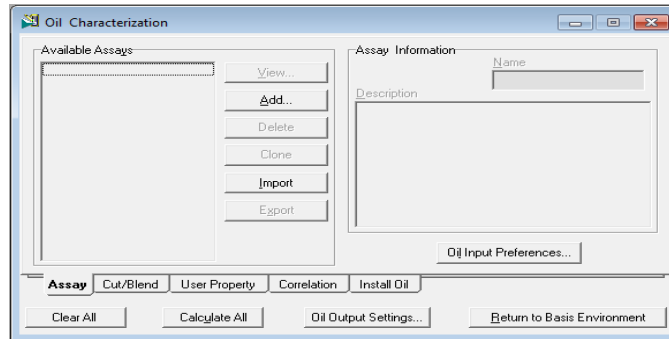 Oil Characterization
Available Assays
View...
Add...
Delete
Clone
Import
Export
Assay Information
Name
Description
Oil Input Preferences...
Assay Cut/Blend User Property Correlation Install Oil
Clear All Calculate All Oil Output Settings... Return to Basis Environment